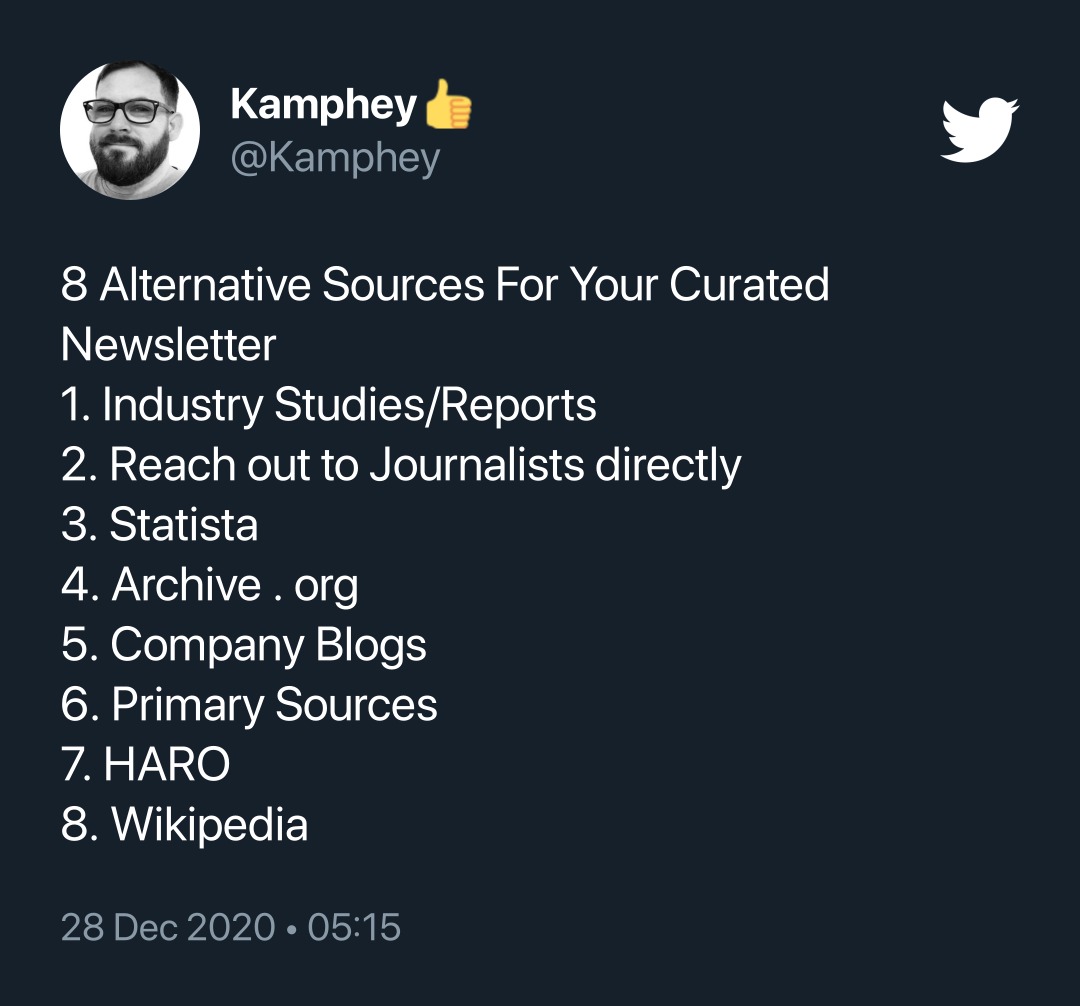 Kamphey👍
@Kamphey
8 Alternative Sources For Your Curated
Newsletter
1. Industry Studies/Reports
2. Reach out to Journalists directly
3. Statista
4. Archive . org
5. Company Blogs
6. Primary Sources
7. HARO
8. Wikipedia
28 Dec 2020 • 05:15